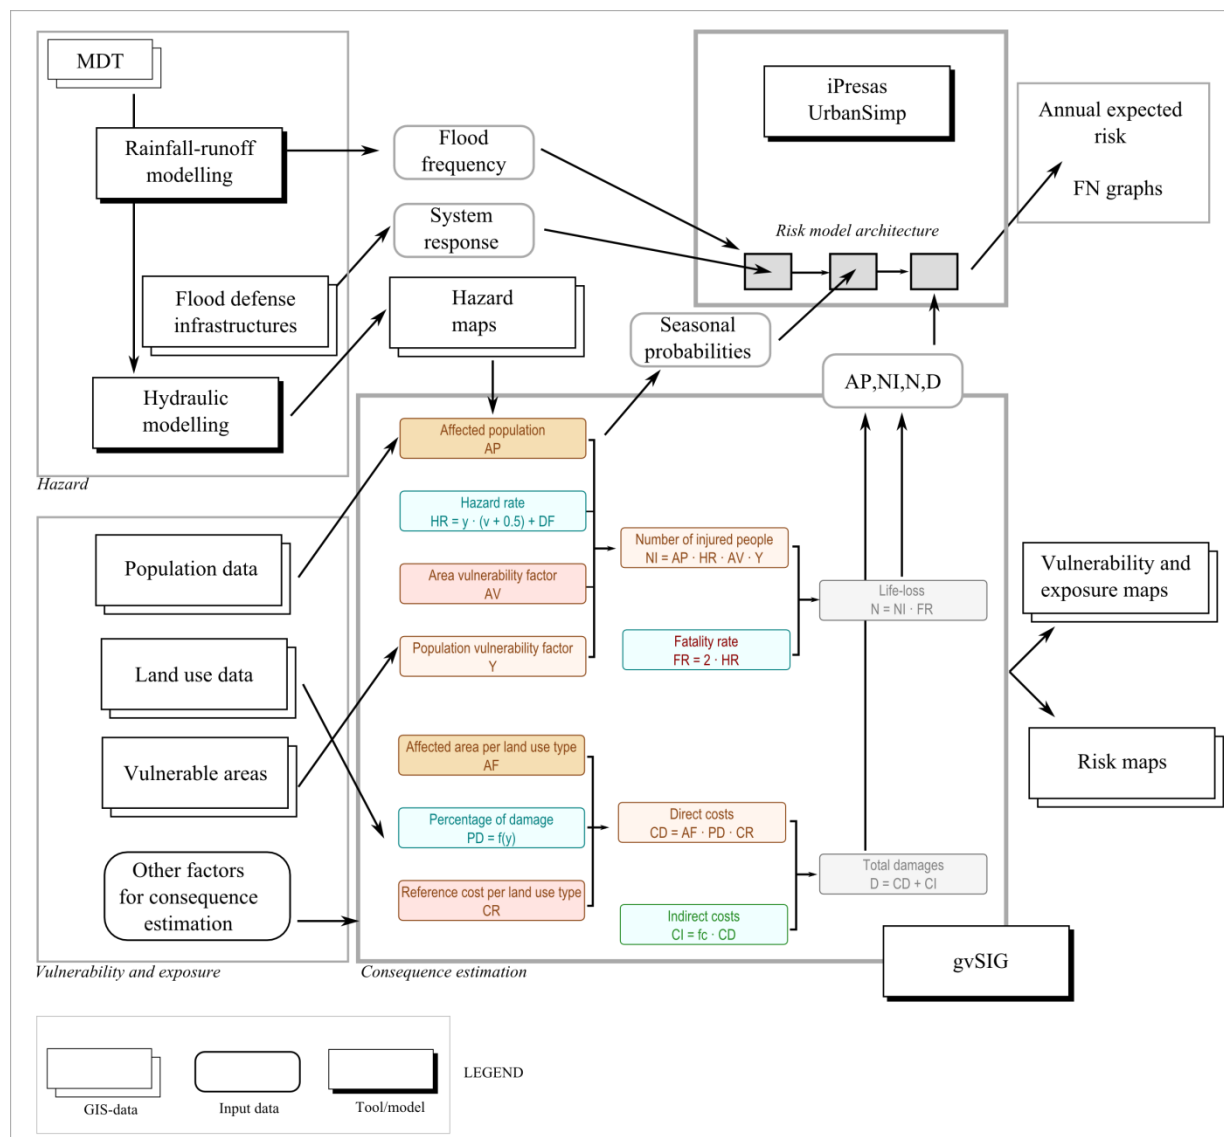 MDT
Rainfall-runoff
modelling
Flood defense
infrastructures
Hydraulic
modelling
Hazard
Flood
frequency
System
response
Hazard
maps
Seasonal
probabilities
iPresas
UrbanSimp
Risk model architecture
Annual expected
risk
FN graphs
AP,NI,N,D
Population data
Land use data
Vulnerable areas
Other factors
for consequence
estimation
Vulnerability and exposure
Affected population
AP
Hazard rate
HR = y · (v + 0.5) + DF
Area vulnerability factor
AV
Population vulnerability factor
Y
Number of injured people
NI = AP · HR · AV · Y
Fatality rate
FR = 2 · HR
Life-loss
N = NI · FR
Affected area per land use type
AF
Percentage of damage
PD = f(y)
Reference cost per land use type
CR
Direct costs
CD = AF · PD · CR
Indirect costs
CI = fc · CD
Total damages
D = CD + CI
Consequence estimation
gvSIG
Vulnerability and
exposure maps
Risk maps
GIS-data
Input data
Tool/model
LEGEND